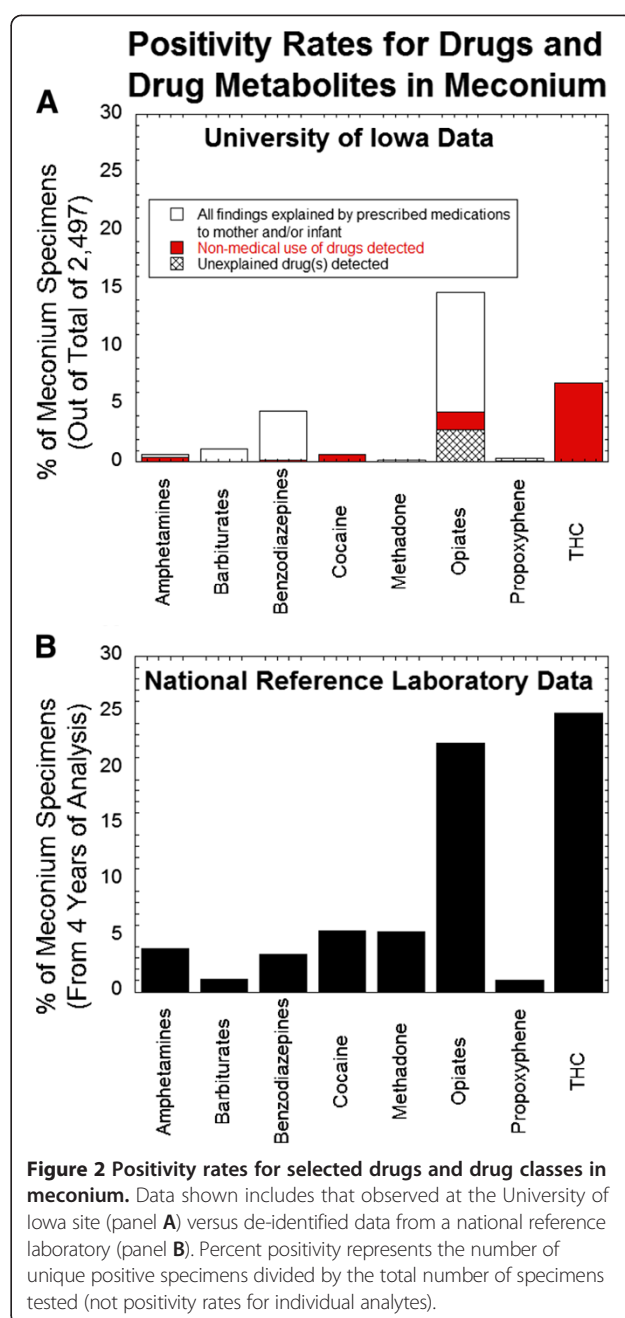 Positivity Rates for Drugs and
Drug Metabolites in Meconium
A
University of Iowa Data
% of Meconium Specimens
(Out of Total of 2,497)
30
25
20
15
10
5
0
All findings explained by prescribed medications
to mother and/or infant
Non-medical use of drugs detected
Unexplained drug(s) detected
Amphetamines
Barbiturates
Benzodiazepines
Cocaine
Methadone
Opiates
Propoxyphene
THC
B
National Reference Laboratory Data
% of Meconium Specimens
(From 4 Years of Analysis)
30
25
20
15
10
5
0
Amphetamines
Barbiturates
Benzodiazepines
Cocaine
Methadone
Opiates
Propoxyphene
THC
Figure 2 Positivity rates for selected drugs and drug classes in
meconium. Data shown includes that observed at the University of
Iowa site (panel A) versus de-identified data from a national reference
laboratory (panel B). Percent positivity represents the number of
unique positive specimens divided by the total number of specimens
tested (not positivity rates for individual analytes).